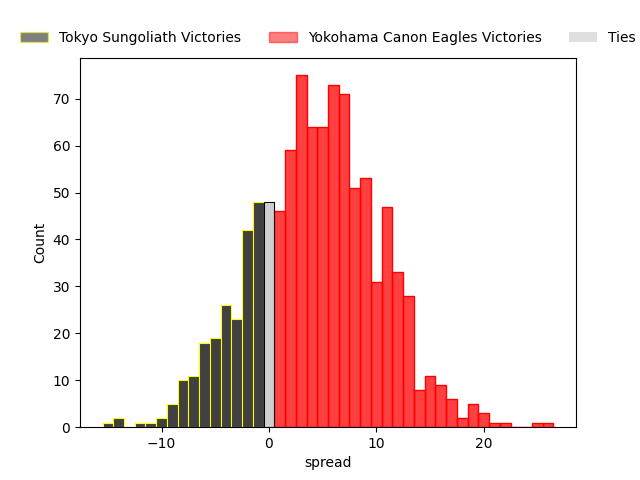 Tokyo Sungoliath Victories Yokohama Canon Eagles Victories Ties
70
60
50
40
30
20
10
0
Count
−10 0 10 20
spread